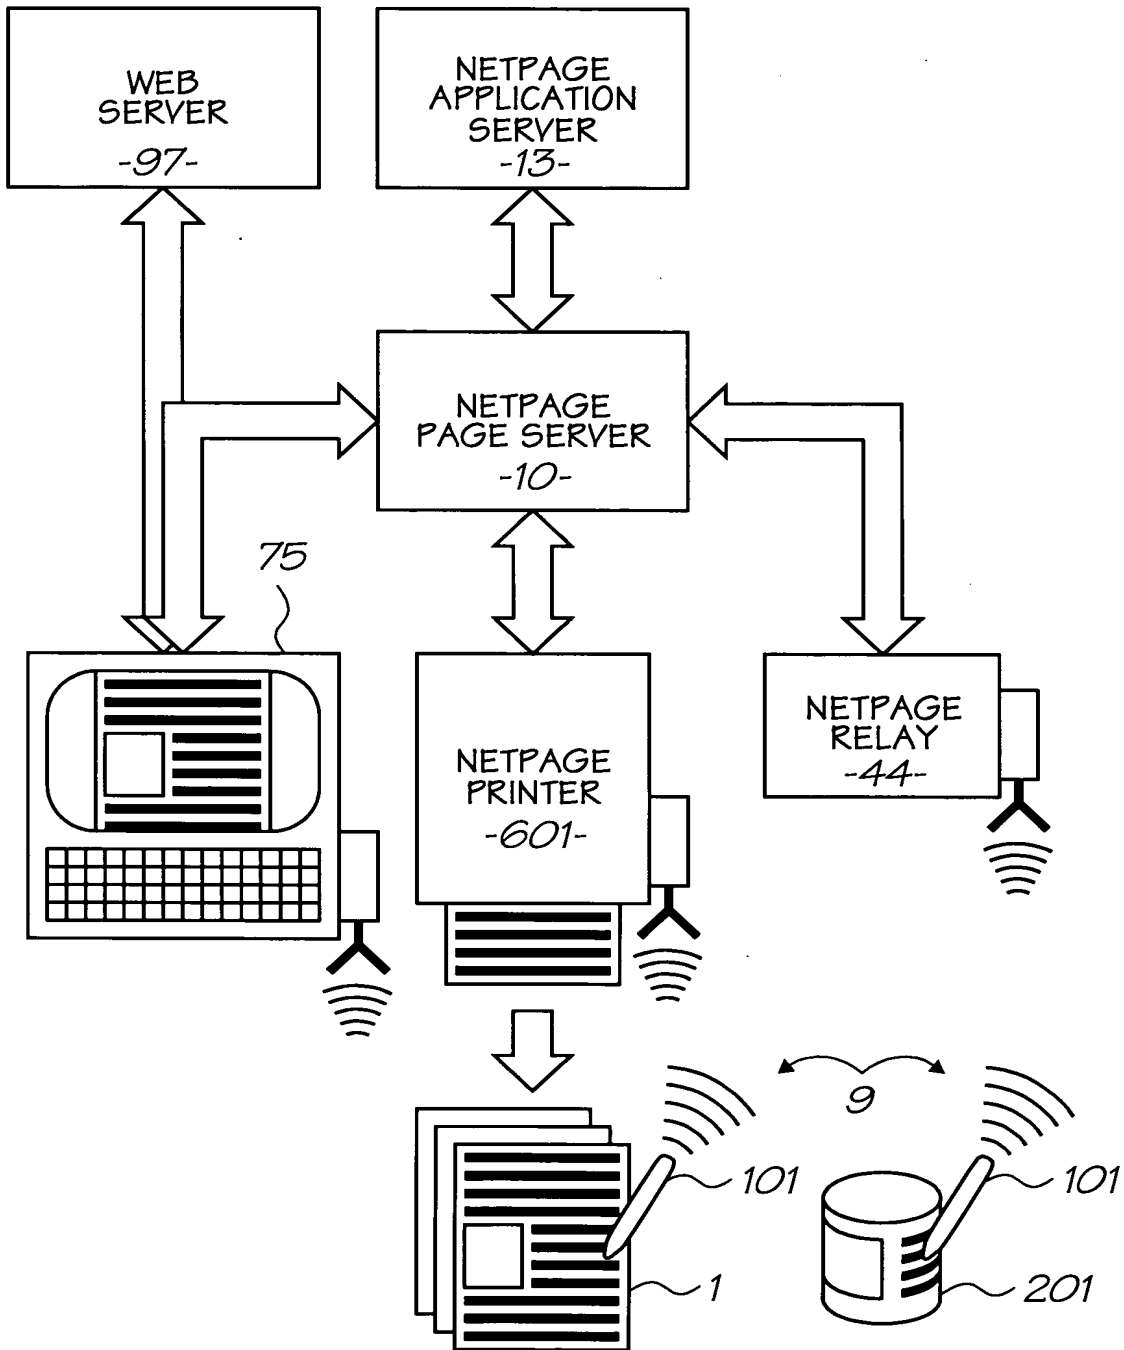 WEB
SERVER
-97-
NETPAGE
APPLICATION
SERVER
-13-
NETPAGE
PAGE SERVER
-10-
75
NETPAGE
PRINTER
-601-
NETPAGE
RELAY
-44-
9
101
101
1
201